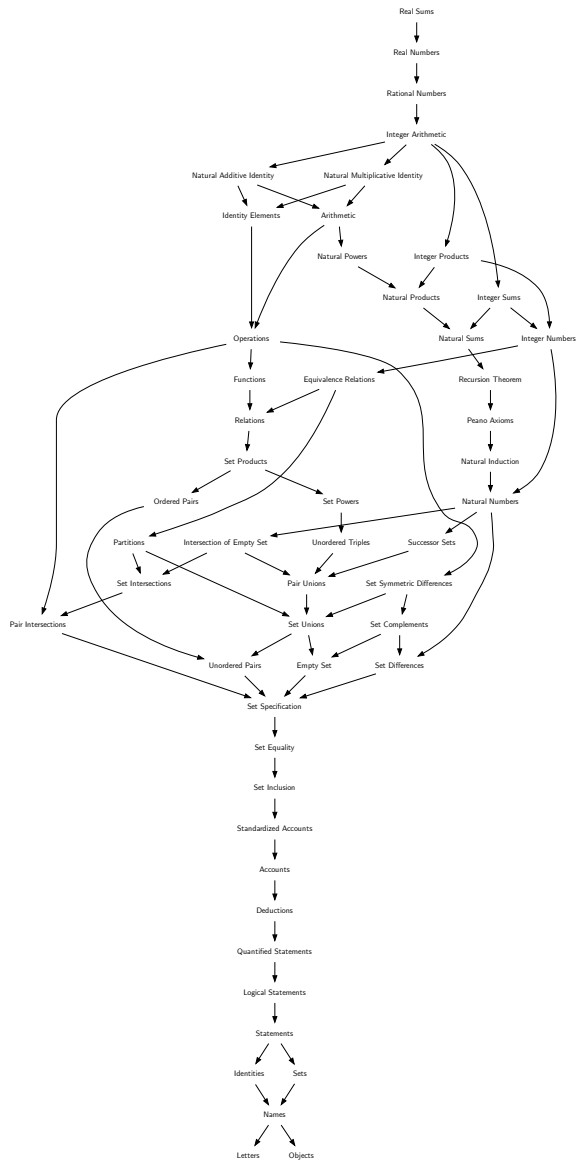 Real Sums
Real Numbers
Rational Numbers
Integer Arithmetic
Natural Additive Identity
Natural Multiplicative Identity
Identity Elements
Arithmetic
Natural Powers
Integer Products
Natural Products
Integer Sums
Operations
Natural Sums
Integer Numbers
Functions
Equivalence Relations
Recursion Theorem
Relations
Peano Axioms
Set Products
Natural Induction
Ordered Pairs
Set Powers
Natural Numbers
Partitions
Intersection of Empty Set
Unordered Triples
Successor Sets
Set Intersections
Pair Unions
Set Symmetric Differences
Pair Intersections
Set Unions
Set Complements
Unordered Pairs
Empty Set
Set Differences
Set Specification
Set Equality
Set Inclusion
Standardized Accounts
Accounts
Deductions
Quantified Statements
Logical Statements
Statements
Identities
Sets
Names
Letters
Objects